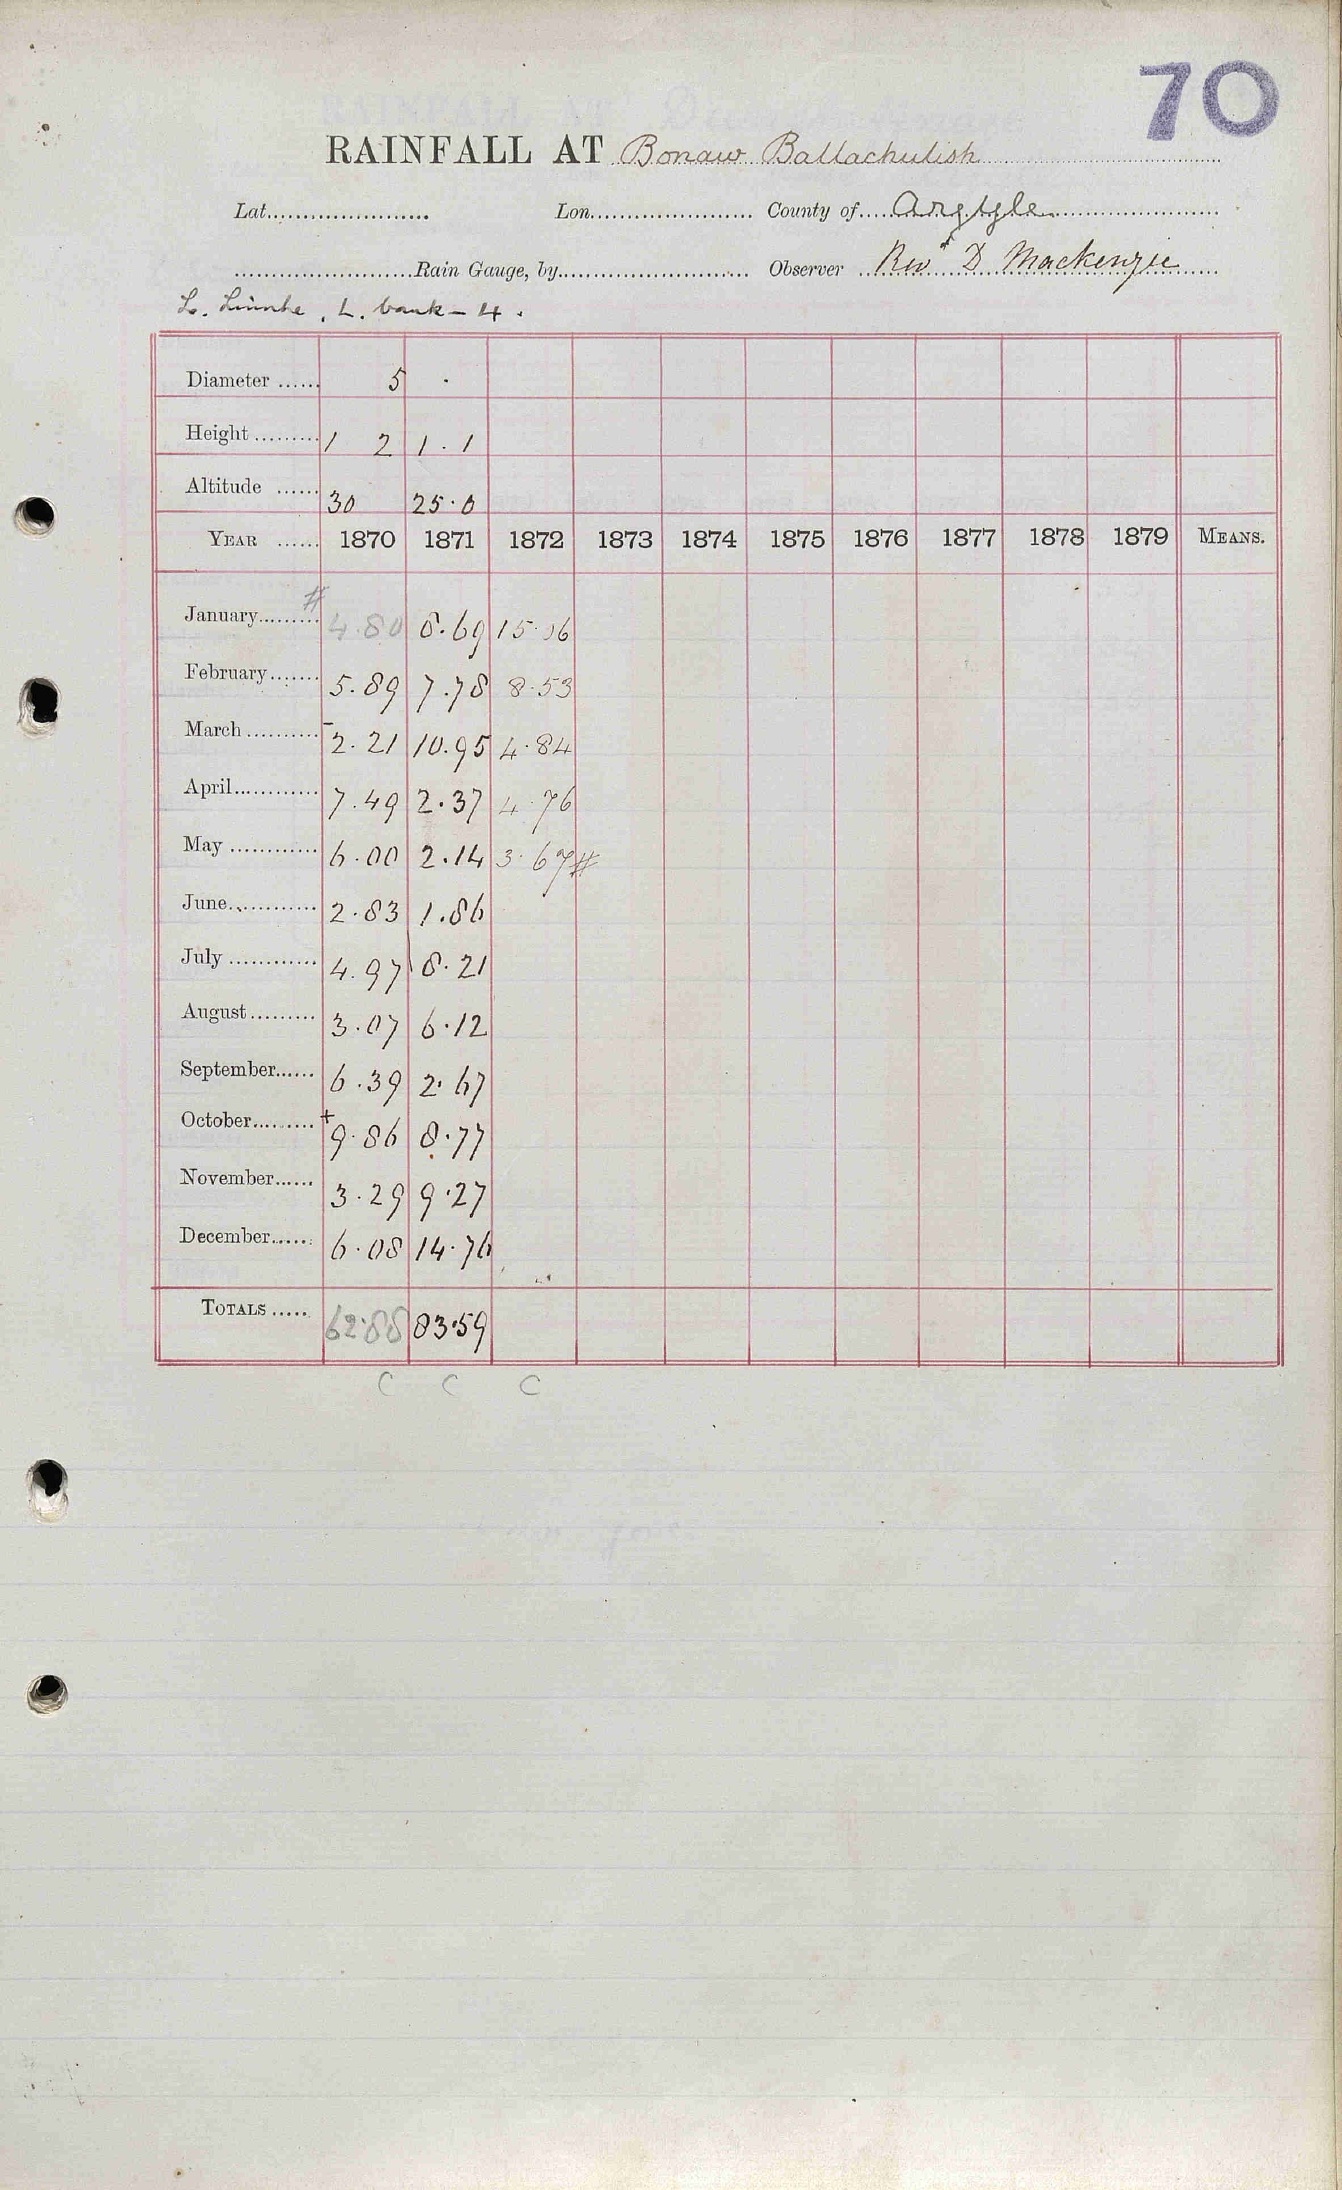 70
RAINFALL AT Bonaw Ballachulish
Lat. Lon. County of Argyle
Rain Gauge, by Observer Revd D Mackenzie
L. Linnhe, L. bank - 4.
Diameter 5 .
Height 1 2 1.1
Altitude 30 25.0
YEAR 1870 1871 1872 1873 1874 1875 1876 1877 1878 1879 MEANS.
January # 4.80 8.69 15.06
February 5.89 7.78 8.53
March - 2.21 10.95 4.84
April 7.49 2.37 4.76
May 6.00 2.14 3.67 #
June 2.83 1.86
July 4.97 8.21
August 3.07 6.12
September 6.39 2.67
October + 9.86 8.77
November 3.29 9.27
December 6.08 14.76
TOTALS 62.88 83.59
C C C